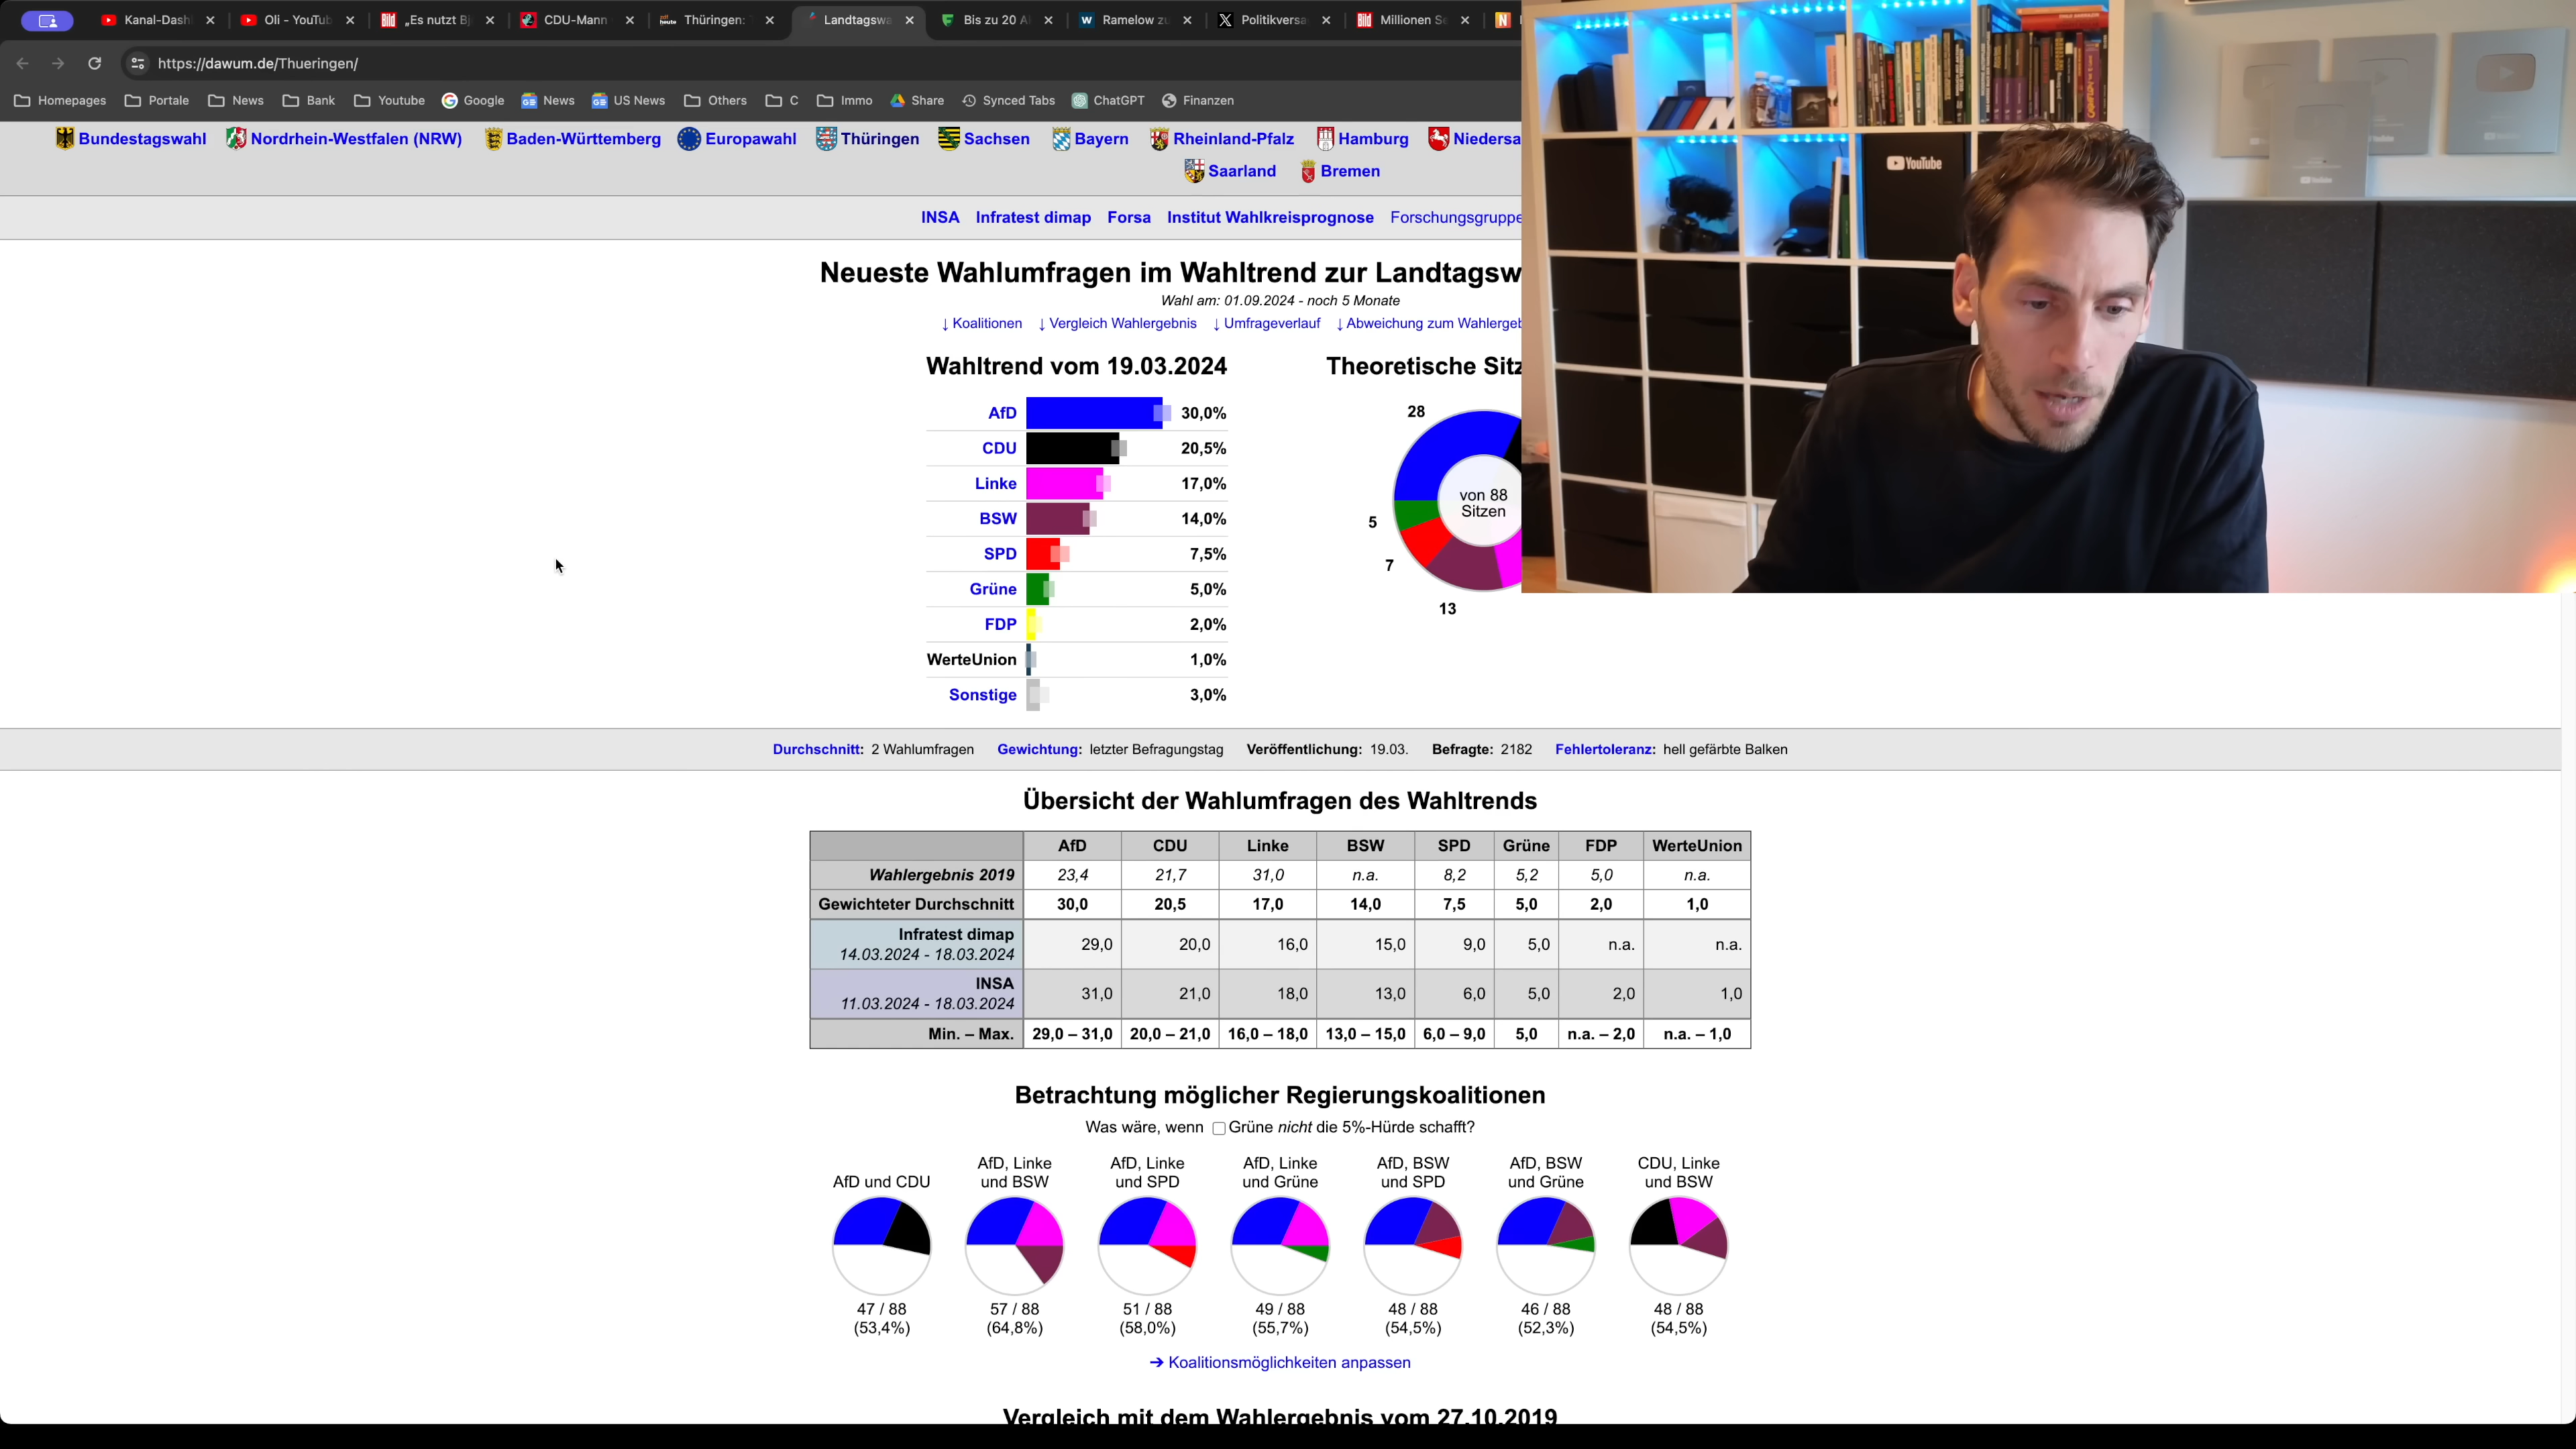 Kanal-Dash
Oli - YouTub
„Es nutzt Bj
CDU-Mann
Thüringen:
Landtagswa
Bis zu 20 A
Ramelow zu
Politikversa
Millionen S
https://dawum.de/Thueringen/
Homepages Portale News Bank Youtube Google News US News Others C Immo Share Synced Tabs ChatGPT Finanzen
Bundestagswahl Nordrhein-Westfalen (NRW) Baden-Württemberg Europawahl Thüringen Sachsen Bayern Rheinland-Pfalz Hamburg Niedersa
Saarland Bremen
INSA Infratest dimap Forsa Institut Wahlkreisprognose Forschungsgruppe
Neueste Wahlumfragen im Wahltrend zur Landtagsw
Wahl am: 01.09.2024 - noch 5 Monate
↓ Koalitionen ↓ Vergleich Wahlergebnis ↓ Umfrageverlauf ↓ Abweichung zum Wahlergeb
Wahltrend vom 19.03.2024
AfD 30,0%
CDU 20,5%
Linke 17,0%
BSW 14,0%
SPD 7,5%
Grüne 5,0%
FDP 2,0%
WerteUnion 1,0%
Sonstige 3,0%
Theoretische Sitz
28
von 88
Sitzen
5
7
13
YouTube
Durchschnitt: 2 Wahlumfragen Gewichtung: letzter Befragungstag Veröffentlichung: 19.03. Befragte: 2182 Fehlertoleranz: hell gefärbte Balken
Übersicht der Wahlumfragen des Wahltrends
AfD CDU Linke BSW SPD Grüne FDP WerteUnion
Wahlergebnis 2019 23,4 21,7 31,0 n.a. 8,2 5,2 5,0 n.a.
Gewichteter Durchschnitt 30,0 20,5 17,0 14,0 7,5 5,0 2,0 1,0
Infratest dimap
14.03.2024 - 18.03.2024 29,0 20,0 16,0 15,0 9,0 5,0 n.a. n.a.
INSA
11.03.2024 - 18.03.2024 31,0 21,0 18,0 13,0 6,0 5,0 2,0 1,0
Min. – Max. 29,0 – 31,0 20,0 – 21,0 16,0 – 18,0 13,0 – 15,0 6,0 – 9,0 5,0 n.a. – 2,0 n.a. – 1,0
Betrachtung möglicher Regierungskoalitionen
Was wäre, wenn Grüne nicht die 5%-Hürde schafft?
AfD und CDU
47 / 88
(53,4%)
AfD, Linke
und BSW
57 / 88
(64,8%)
AfD, Linke
und SPD
51 / 88
(58,0%)
AfD, Linke
und Grüne
49 / 88
(55,7%)
AfD, BSW
und SPD
48 / 88
(54,5%)
AfD, BSW
und Grüne
46 / 88
(52,3%)
CDU, Linke
und BSW
48 / 88
(54,5%)
➔ Koalitionsmöglichkeiten anpassen
Vergleich mit dem Wahlergebnis vom 27.10.2019